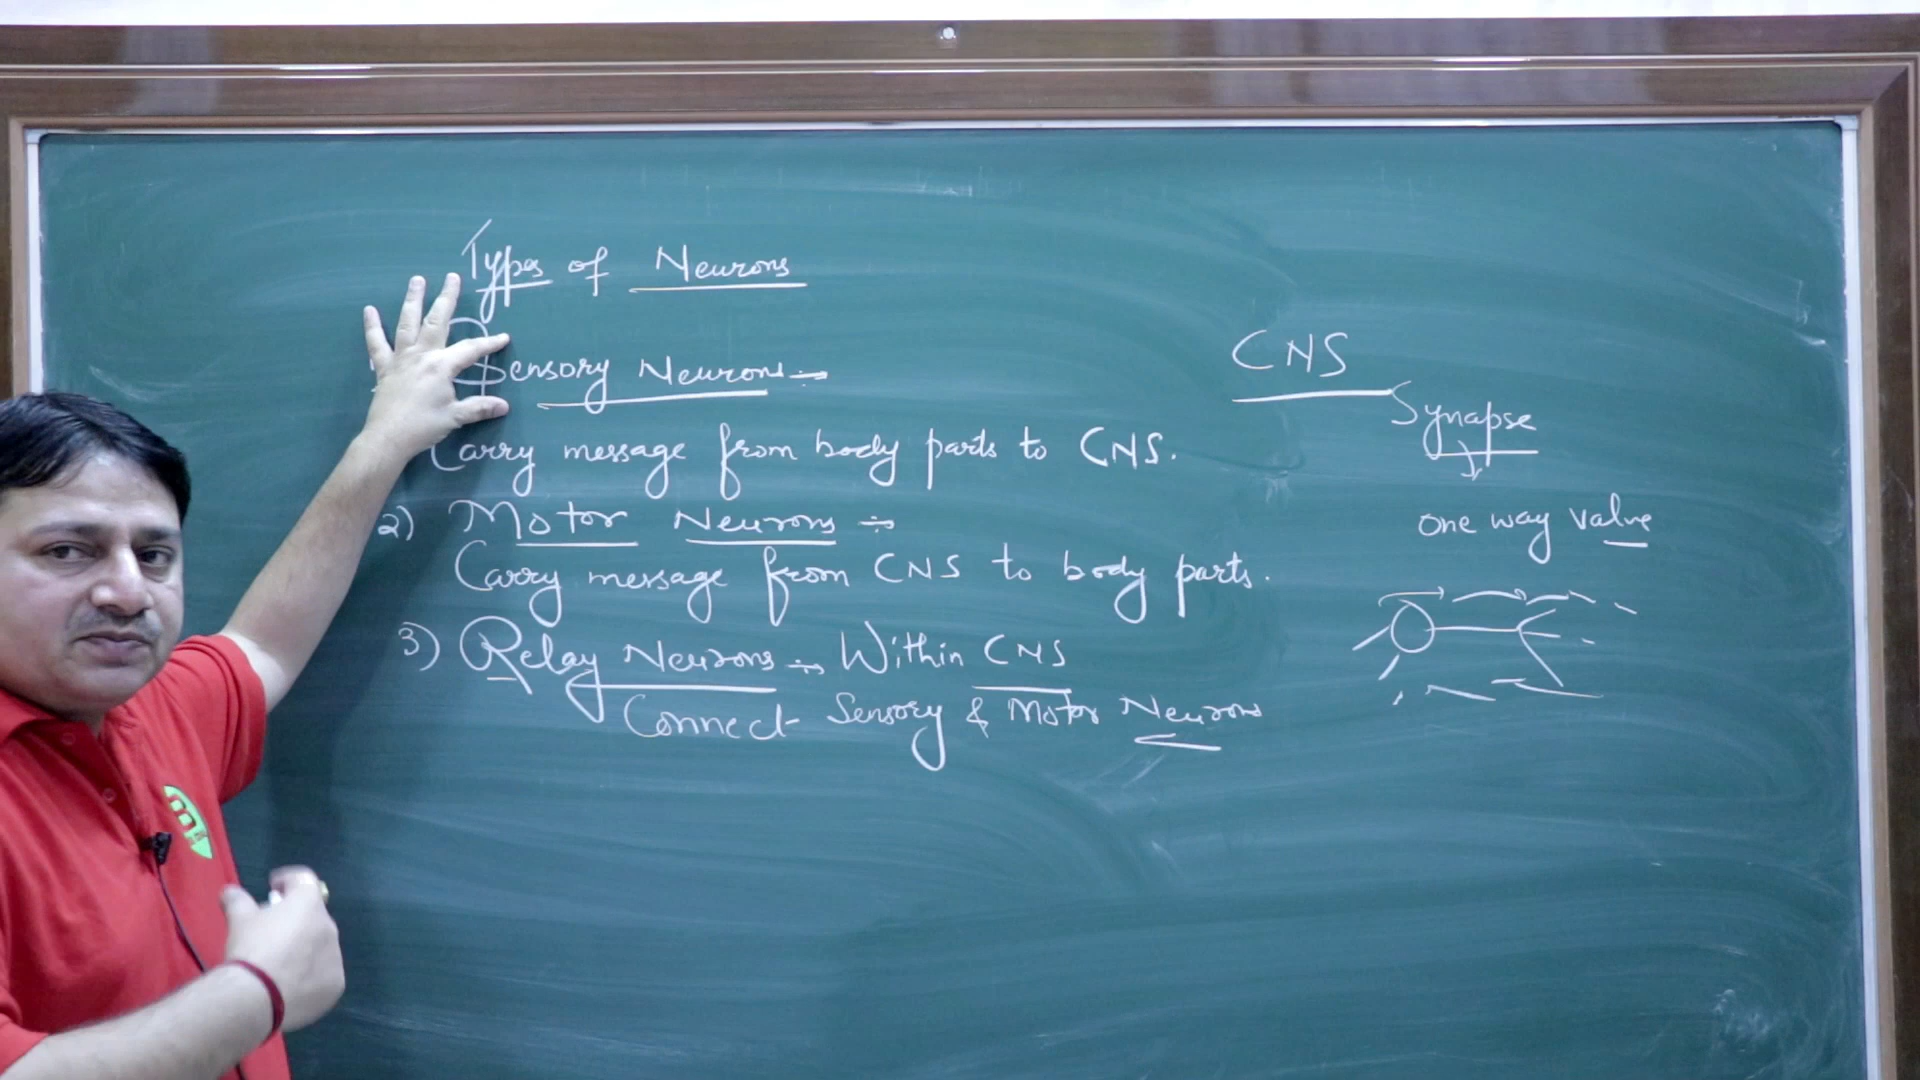 Types of Neurons
Sensory Neurons :-
Carry message from body parts to CNS.
2) Motor Neurons :-
Carry message from CNS to body parts.
3) Relay Neurons :- Within CNS
Connect Sensory & Motor Neurons
CNS
Synapse
one way valve